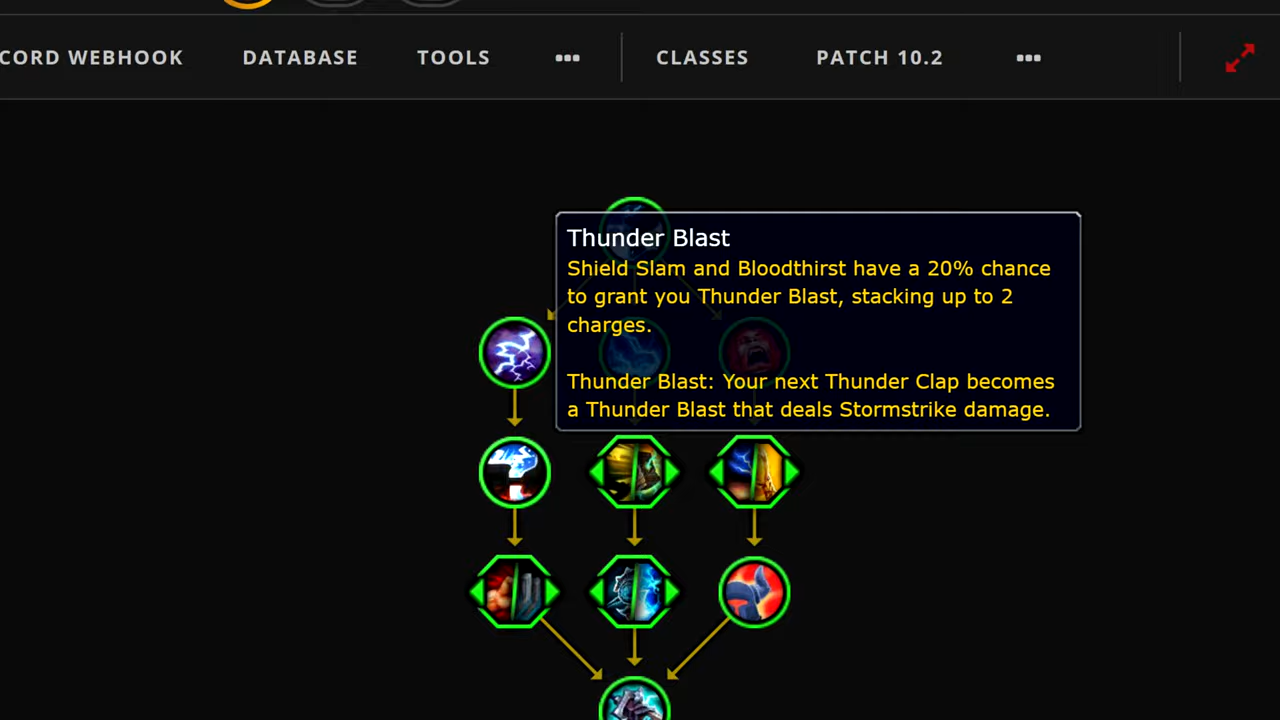 CORD WEBHOOK DATABASE TOOLS ••• CLASSES PATCH 10.2 •••
Thunder Blast
Shield Slam and Bloodthirst have a 20% chance
to grant you Thunder Blast, stacking up to 2
charges.
Thunder Blast: Your next Thunder Clap becomes
a Thunder Blast that deals Stormstrike damage.